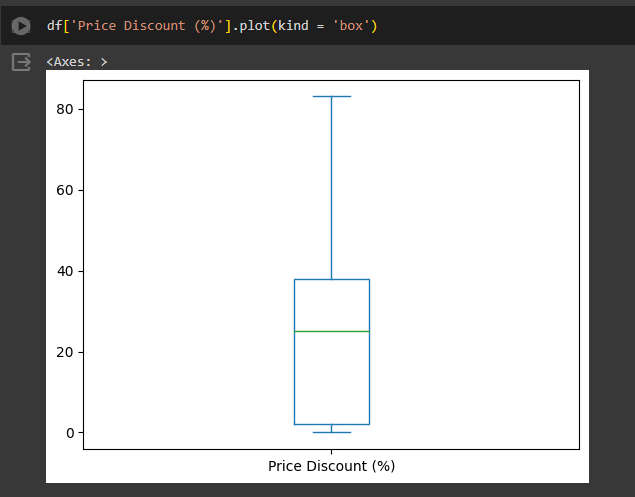 df['Price Discount (%)'].plot(kind = 'box')
<Axes: >
80
60
40
20
0
Price Discount (%)